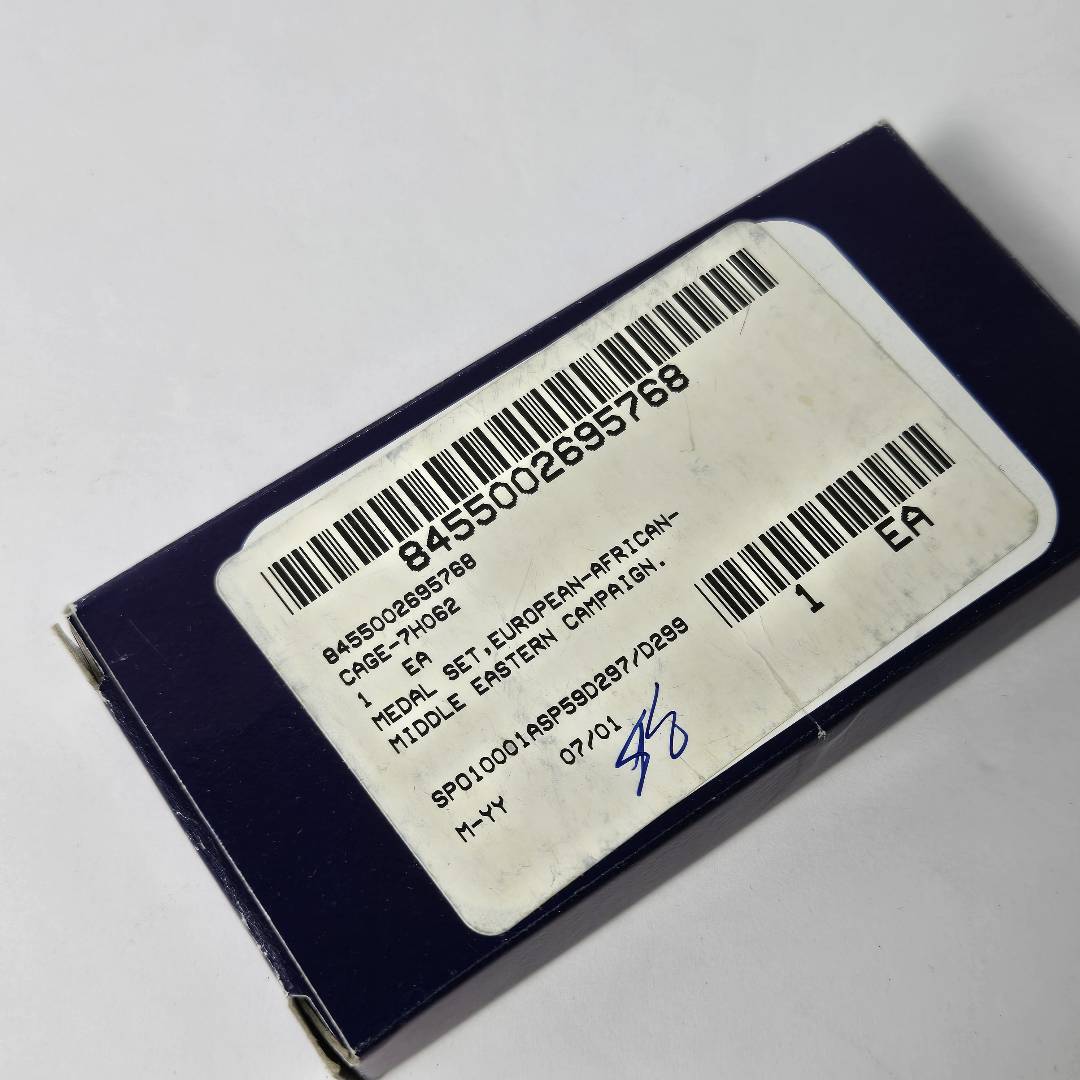 8455002695768
8455002695768
CAGE-7H062
1 EA
MEDAL SET,EUROPEAN-AFRICAN-
MIDDLE EASTERN CAMPAIGN.
SPO10001ASP59D297/D299
07/01
M-YY
1 EA